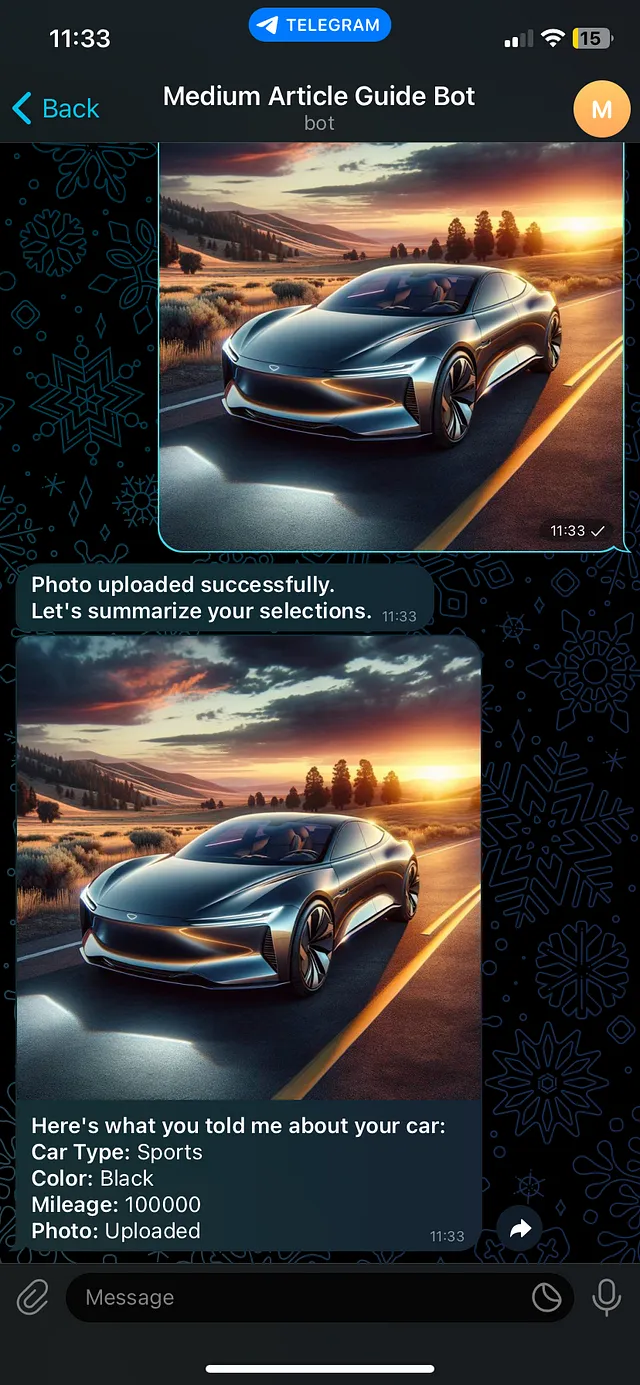 11:33
TELEGRAM
15
Back
Medium Article Guide Bot
bot
M
11:33
Photo uploaded successfully.
Let's summarize your selections. 11:33
Here's what you told me about your car:
Car Type: Sports
Color: Black
Mileage: 100000
Photo: Uploaded
11:33
Message